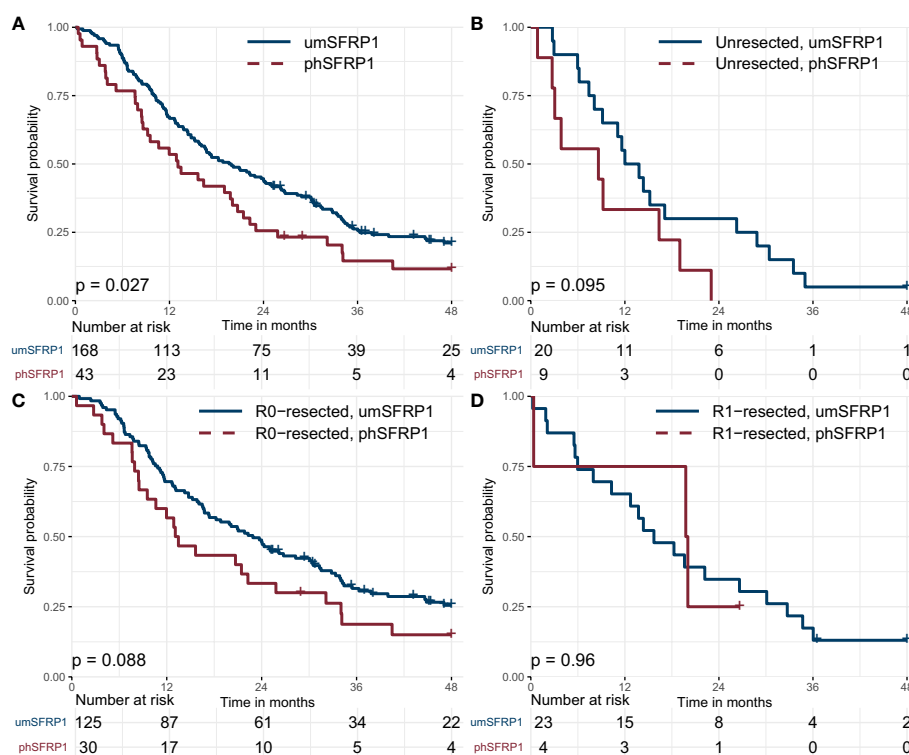 A
umSFRP1
phSFRP1
Survival probability
1.00
0.75
0.50
0.25
0.00
p = 0.027
0 12 24 36 48
Number at risk
Time in months
umSFRP1 168 113 75 39 25
phSFRP1 43 23 11 5 4
B
Unresected, umSFRP1
Unresected, phSFRP1
Survival probability
1.00
0.75
0.50
0.25
0.00
p = 0.095
0 12 24 36 48
Number at risk
Time in months
umSFRP1 20 11 6 1 1
phSFRP1 9 3 0 0 0
C
R0-resected, umSFRP1
R0-resected, phSFRP1
Survival probability
1.00
0.75
0.50
0.25
0.00
p = 0.088
0 12 24 36 48
Number at risk
Time in months
umSFRP1 125 87 61 34 22
phSFRP1 30 17 10 5 4
D
R1-resected, umSFRP1
R1-resected, phSFRP1
Survival probability
1.00
0.75
0.50
0.25
0.00
p = 0.96
0 12 24 36 48
Number at risk
Time in months
umSFRP1 23 15 8 4 2
phSFRP1 4 3 1 0 0